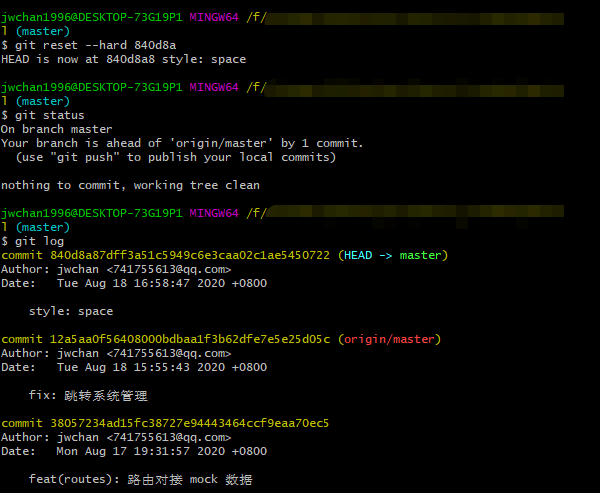 jwchan1996@DESKTOP-73G19P1 MINGW64 /f/
l (master)
$ git reset --hard 840d8a
HEAD is now at 840d8a8 style: space
jwchan1996@DESKTOP-73G19P1 MINGW64 /f/
l (master)
$ git status
On branch master
Your branch is ahead of 'origin/master' by 1 commit.
  (use "git push" to publish your local commits)
nothing to commit, working tree clean
jwchan1996@DESKTOP-73G19P1 MINGW64 /f/
l (master)
$ git log
commit 840d8a87dff3a51c5949c6e3caa02c1ae5450722 (HEAD -> master)
Author: jwchan <741755613@qq.com>
Date:   Tue Aug 18 16:58:47 2020 +0800
    style: space
commit 12a5aa0f56408000bdbaa1f3b62dfe7e5e25d05c (origin/master)
Author: jwchan <741755613@qq.com>
Date:   Tue Aug 18 15:55:43 2020 +0800
    fix: 跳转系统管理
commit 38057234ad15fc38727e94443464ccf9eaa70ec5
Author: jwchan <741755613@qq.com>
Date:   Mon Aug 17 19:31:57 2020 +0800
    feat(routes): 路由对接 mock 数据